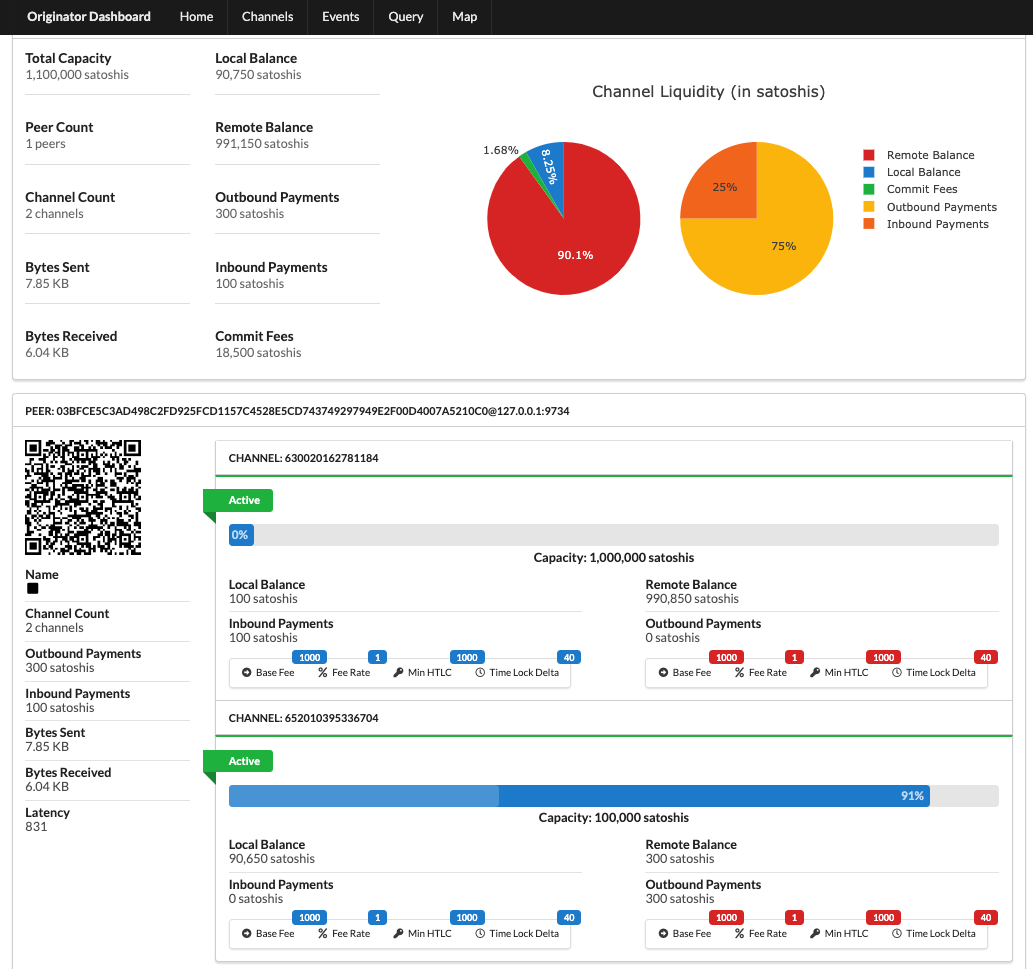 Originator Dashboard Home Channels Events Query Map
Total Capacity
1,100,000 satoshis
Local Balance
90,750 satoshis
Peer Count
1 peers
Remote Balance
991,150 satoshis
Channel Count
2 channels
Outbound Payments
300 satoshis
Bytes Sent
7.85 KB
Inbound Payments
100 satoshis
Bytes Received
6.04 KB
Commit Fees
18,500 satoshis
Channel Liquidity (in satoshis)
1.68%
8.25%
90.1%
25%
75%
Remote Balance
Local Balance
Commit Fees
Outbound Payments
Inbound Payments
PEER: 03BFCE5C3AD498C2FD925FCD1157C4528E5CD743749297949E2F00D4007A5210C0@127.0.0.1:9734
Name
Channel Count
2 channels
Outbound Payments
300 satoshis
Inbound Payments
100 satoshis
Bytes Sent
7.85 KB
Bytes Received
6.04 KB
Latency
831
CHANNEL: 630020162781184
Active
0%
Capacity: 1,000,000 satoshis
Local Balance
100 satoshis
Remote Balance
990,850 satoshis
Inbound Payments
100 satoshis
Outbound Payments
0 satoshis
1000 1 1000 40
Base Fee Fee Rate Min HTLC Time Lock Delta
1000 1 1000 40
Base Fee Fee Rate Min HTLC Time Lock Delta
CHANNEL: 652010395336704
Active
91%
Capacity: 100,000 satoshis
Local Balance
90,650 satoshis
Remote Balance
300 satoshis
Inbound Payments
0 satoshis
Outbound Payments
300 satoshis
1000 1 1000 40
Base Fee Fee Rate Min HTLC Time Lock Delta
1000 1 1000 40
Base Fee Fee Rate Min HTLC Time Lock Delta